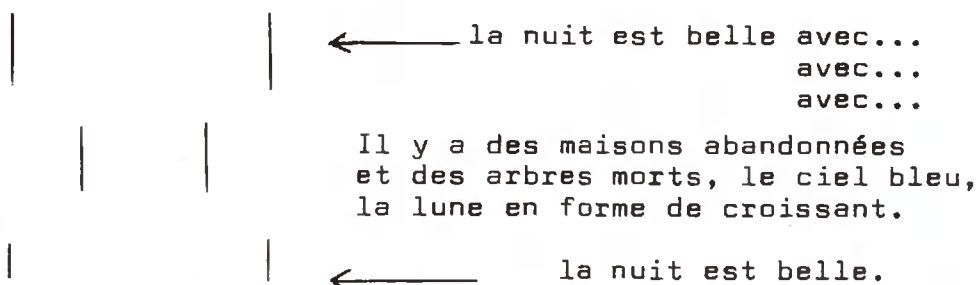 la nuit est belle avec...
avec...
avec...
Il y a des maisons abandonnées
et des arbres morts, le ciel bleu,
la lune en forme de croissant.
la nuit est belle.